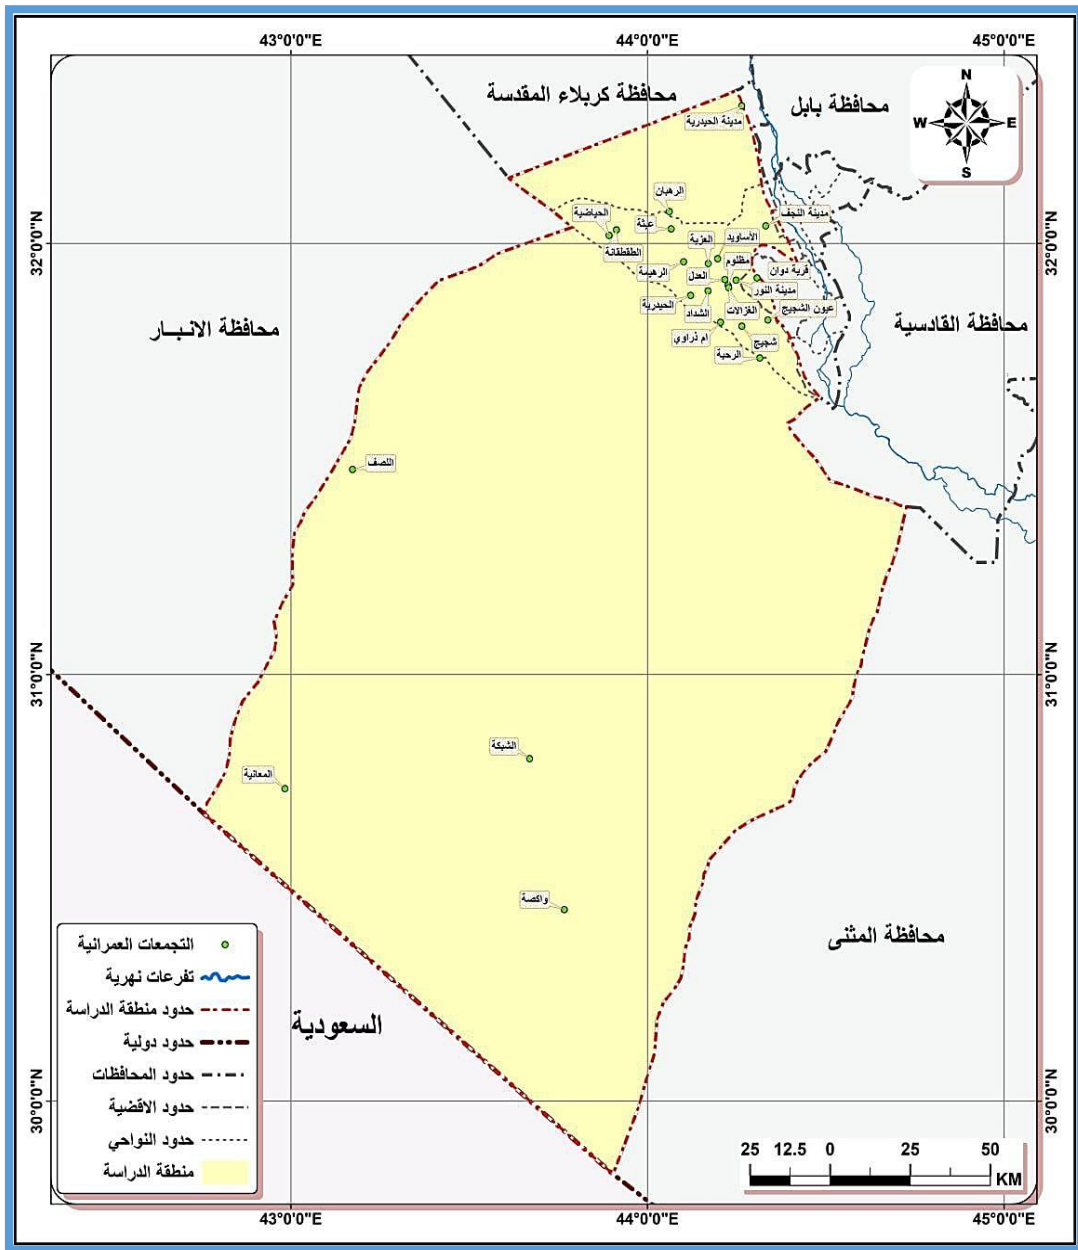 43°0'0"E
44°0'0"E
45°0'0"E
محافظة كربلاء المقدسة
محافظة بابل
N
W
E
S
مدينة الحيدرية
الرهبان
الحياضية
عيثة
مدينة النجف
32°0'0"N
32°0'0"N
الطقطقانة
العزية
الأساويد
الرهيمة
العدل
مظلوم
قرية دوان
مدينة النور
الحيدرية
الشداد
الغزالات
عيون الشجيج
ام ذراوي
شجيج
الرحبة
محافظة الانبار
محافظة القادسية
اللصف
31°0'0"N
31°0'0"N
الشبكة
المعانية
واكصة
محافظة المثنى
السعودية
التجمعات العمرانية
تفرعات نهرية
حدود منطقة الدراسة
حدود دولية
حدود المحافظات
حدود الاقضية
حدود النواحي
منطقة الدراسة
30°0'0"N
30°0'0"N
25 12.5 0 25 50
KM
43°0'0"E
44°0'0"E
45°0'0"E